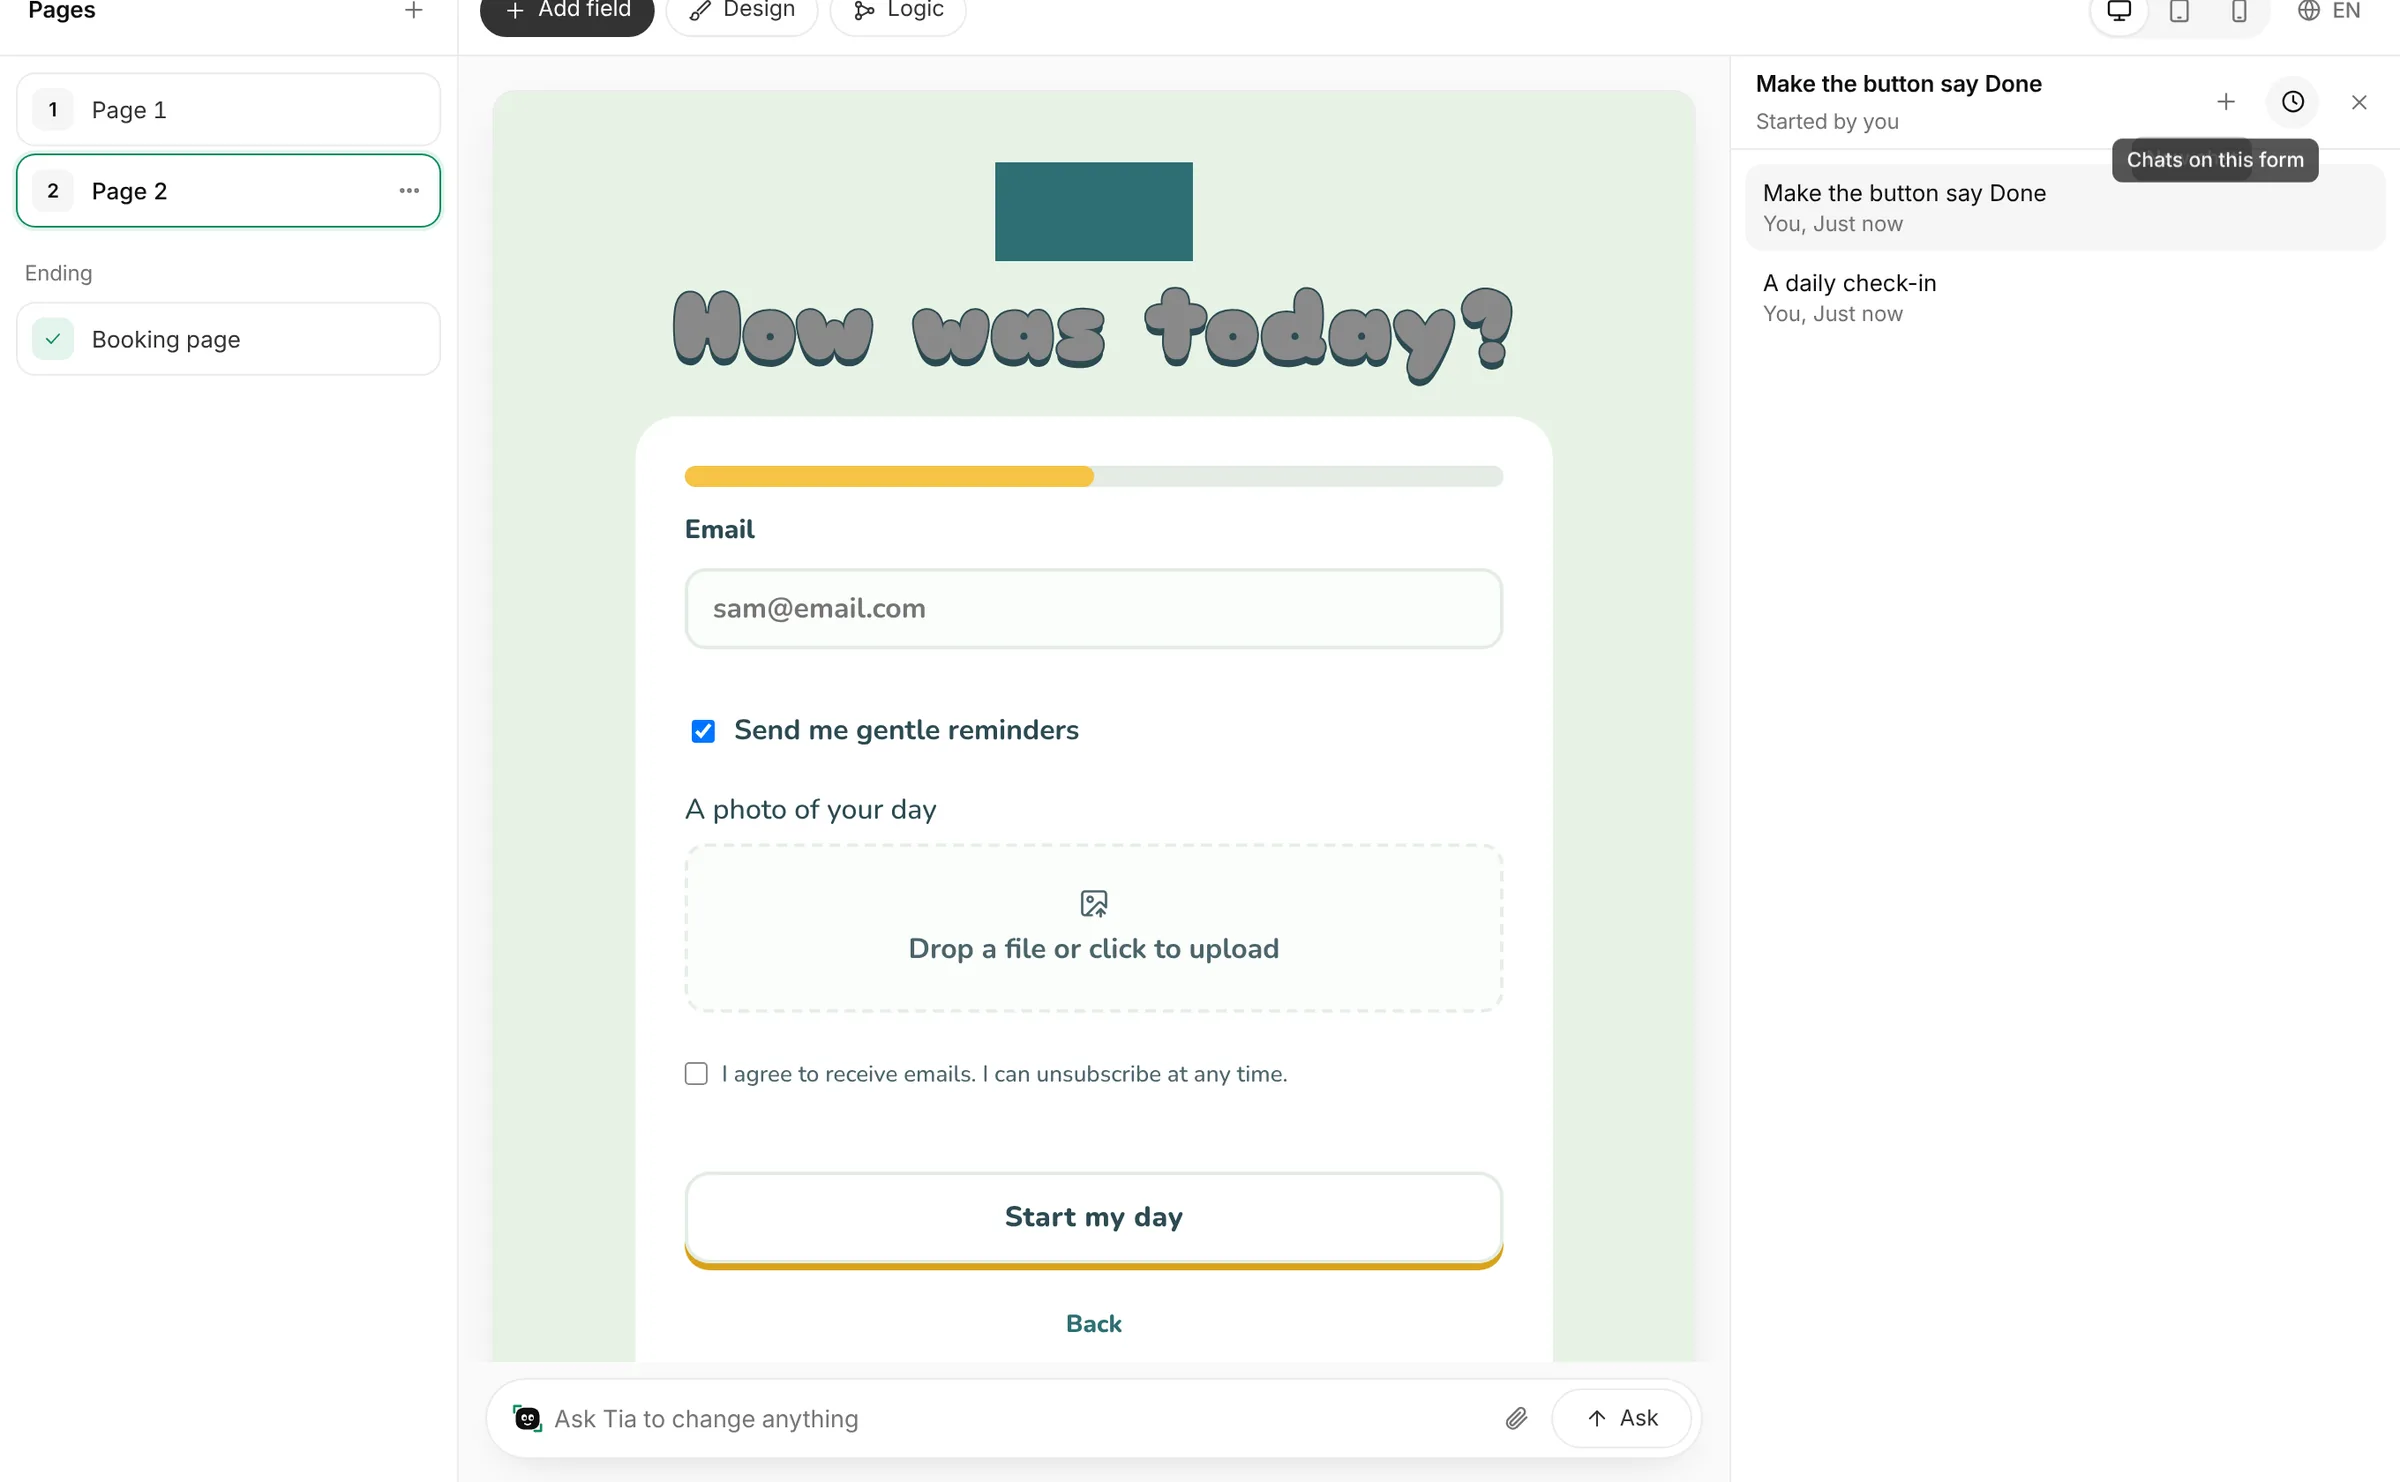 Pages
Add field
Design
Logic
EN
1 Page 1
2 Page 2
Ending
Booking page
How was today?
Email
sam@email.com
Send me gentle reminders
A photo of your day
Drop a file or click to upload
I agree to receive emails. I can unsubscribe at any time.
Start my day
Back
Ask Tia to change anything
Ask
Make the button say Done
Started by you
Chats on this form
Make the button say Done
You, Just now
A daily check-in
You, Just now